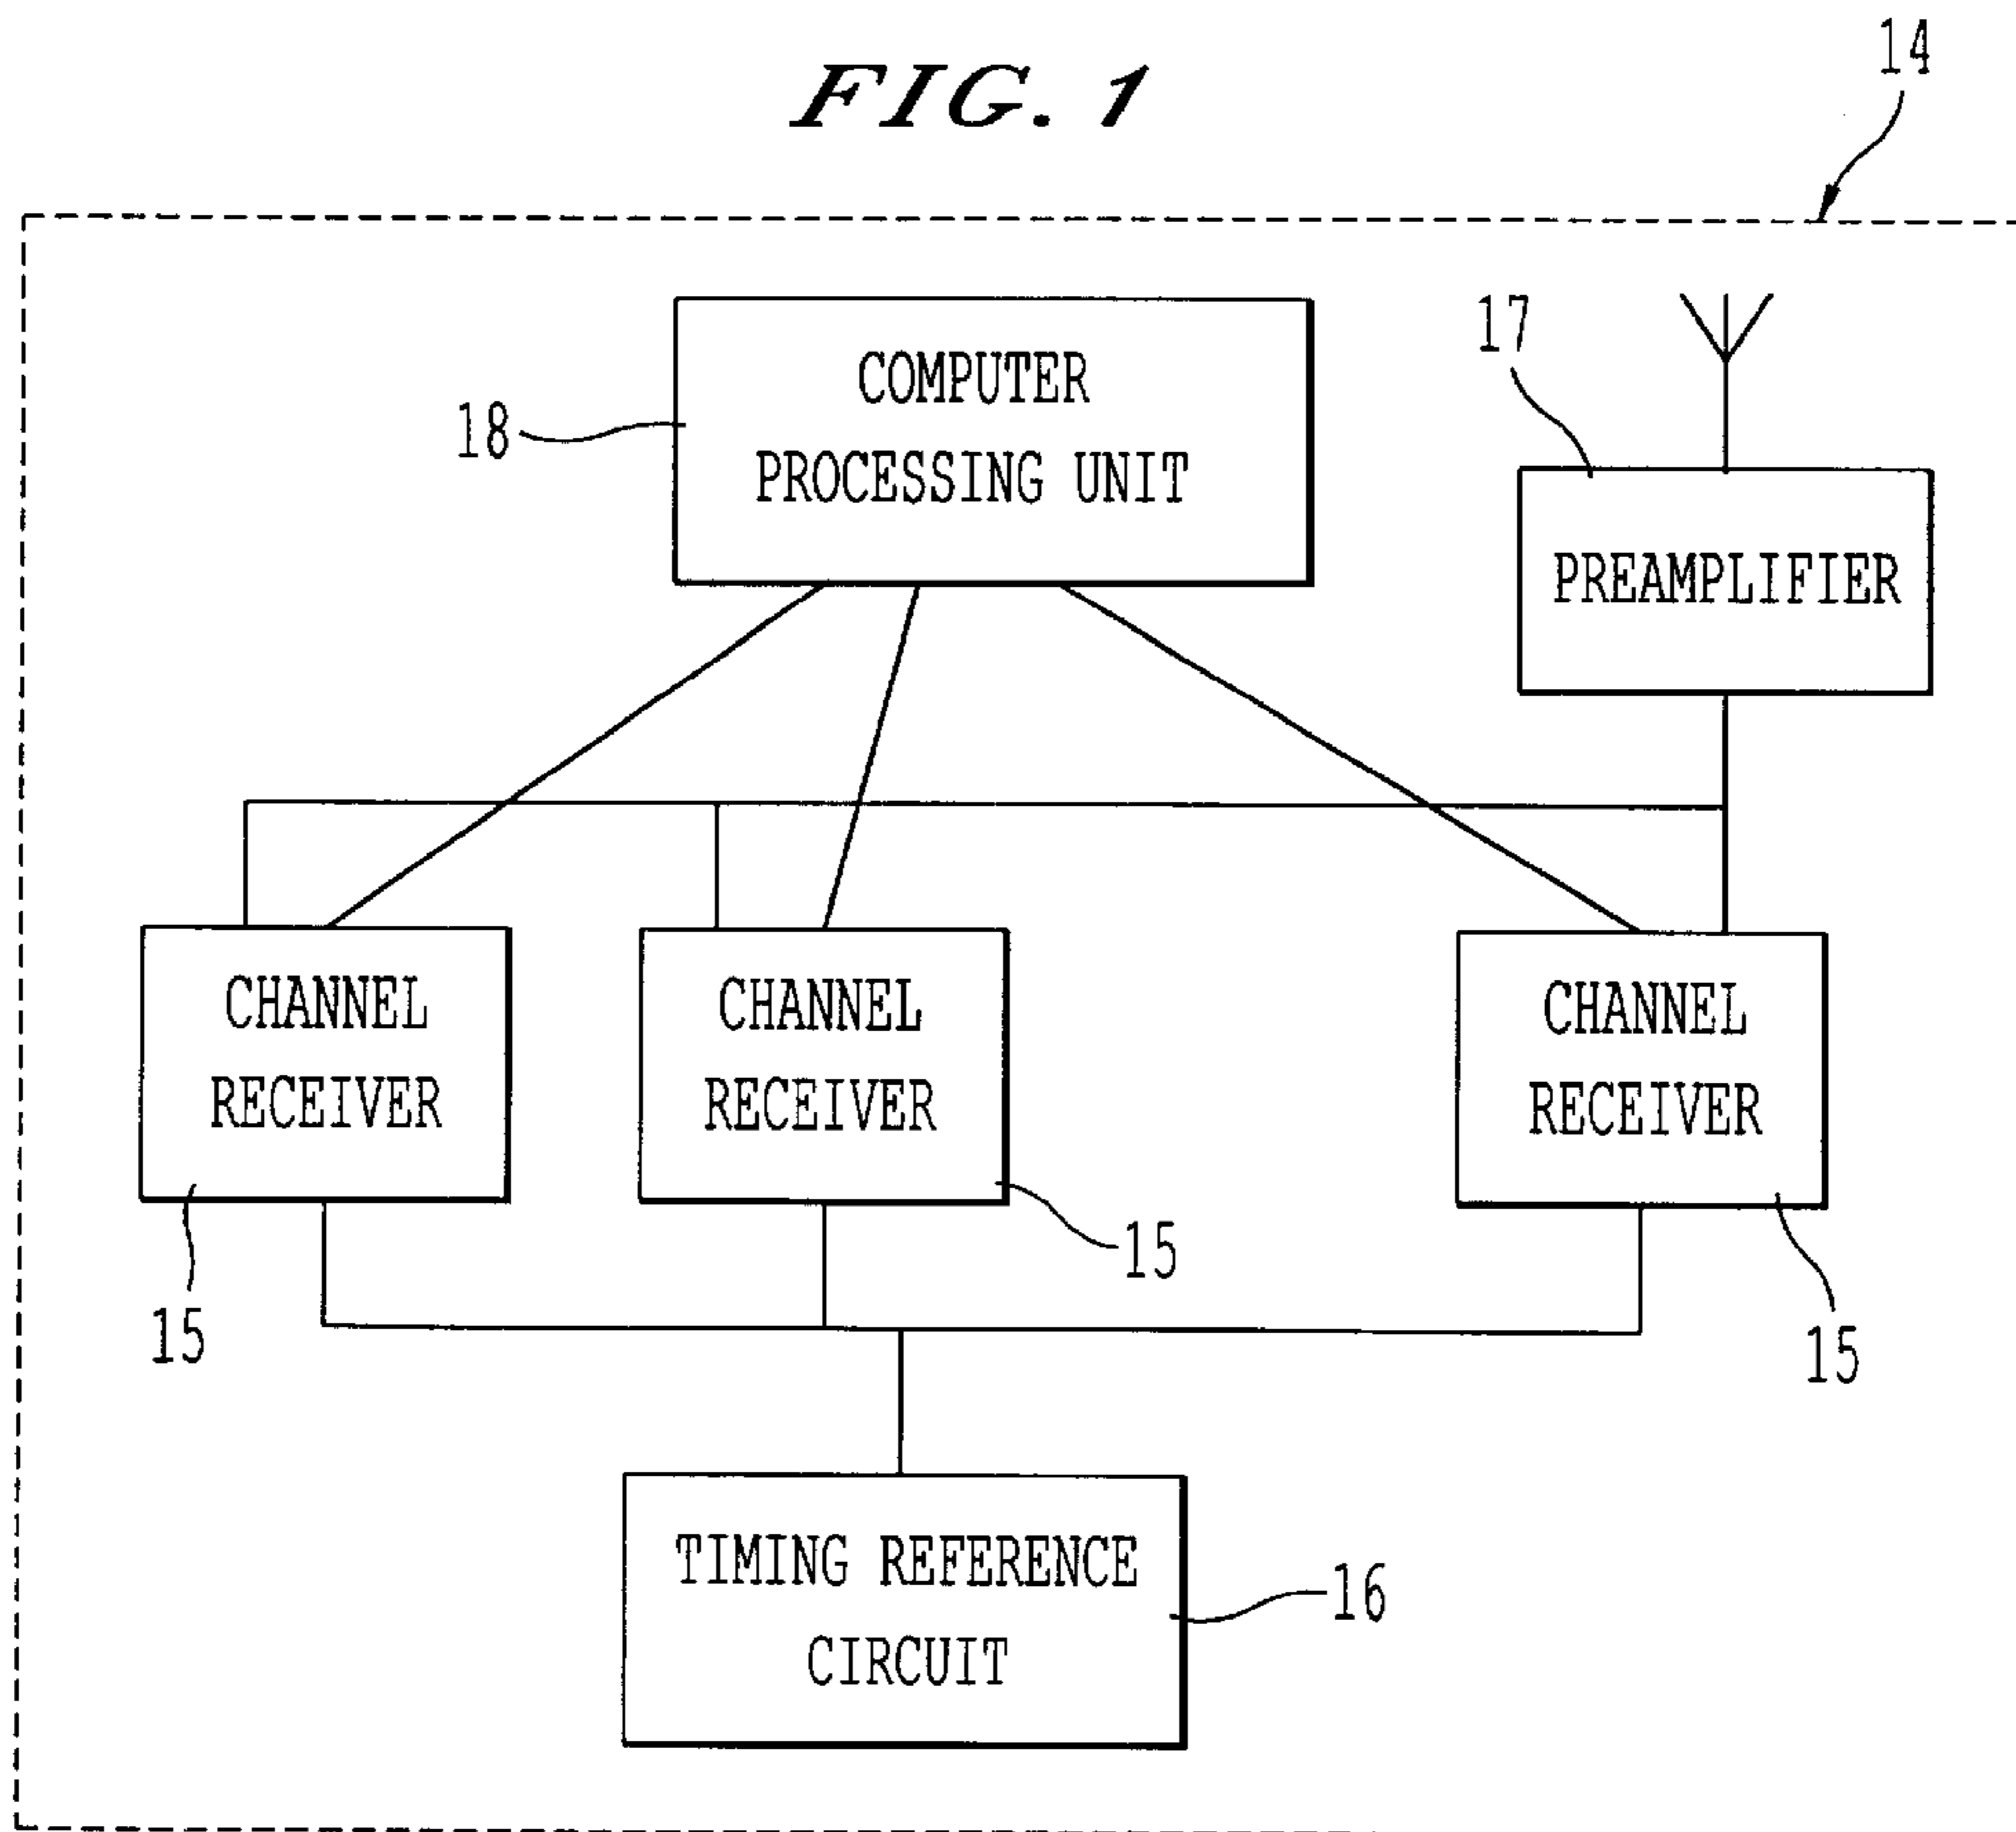 FIG. 1
14
COMPUTER
PROCESSING UNIT
18
17
PREAMPLIFIER
CHANNEL
RECEIVER
CHANNEL
RECEIVER
CHANNEL
RECEIVER
15
15
15
TIMING REFERENCE
CIRCUIT
16